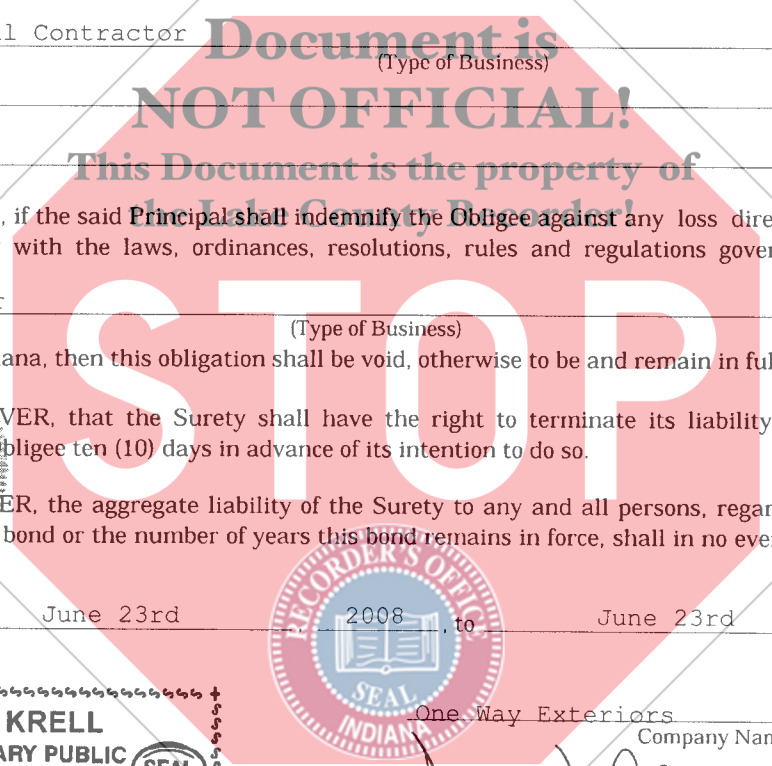 l Contractor
Document is
(Type of Business)
NOT OFFICIAL!
This Document is the property of
the Lake County Recorder!
, if the said Principal shall indemnify the Obligee against any loss dire
with the laws, ordinances, resolutions, rules and regulations gover
STOP
(Type of Business)
ana, then this obligation shall be void, otherwise to be and remain in ful
VER, that the Surety shall have the right to terminate its liability
bligee ten (10) days in advance of its intention to do so.
ER, the aggregate liability of the Surety to any and all persons, regar
bond or the number of years this bond remains in force, shall in no eve
RECORDER'S OFFICE
June 23rd, 2008, to June 23rd
SEAL
INDIANA
KRELL
ARY PUBLIC
SEAL
One Way Exteriors
Company Nam